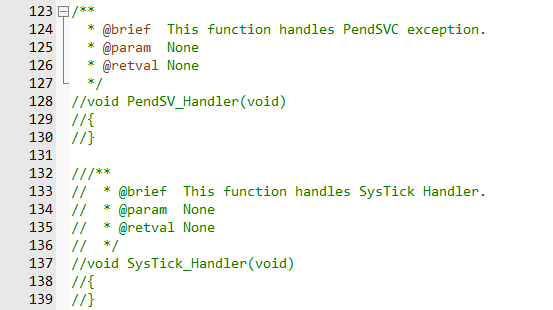 123 /**
124   * @brief  This function handles PendSVC exception.
125   * @param  None
126   * @retval None
127   */
128 //void PendSV_Handler(void)
129 //{
130 //}
131
132 ///**
133 //  * @brief  This function handles SysTick Handler.
134 //  * @param  None
135 //  * @retval None
136 //  */
137 //void SysTick_Handler(void)
138 //{
139 //}